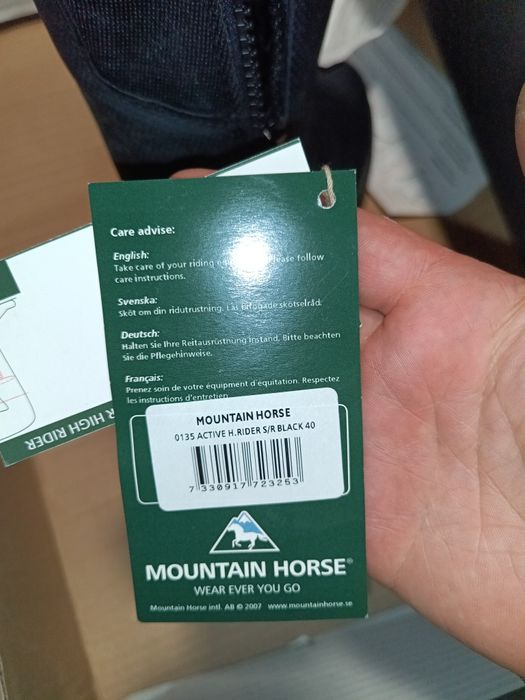 Care advise:
English:
Take care of your riding please follow
care instructions.
Svenska:
Sköt om din ridutrustning. Läs bifogade skötselråd.
Deutsch:
Halten Sie Ihre Reitausrüstung instand. Bitte beachten
Sie die Pflegehinweise.
Français:
Prenez soin de votre équipment d'équitation. Respectez
les instructions d'entretien.
MOUNTAIN HORSE
0135 ACTIVE H.RIDER S/R BLACK 40
7 330917 723253
MOUNTAIN HORSE®
WEAR EVER YOU GO
Mountain Horse intl. AB © 2007 www.mountainhorse.se
R HIGH RIDER